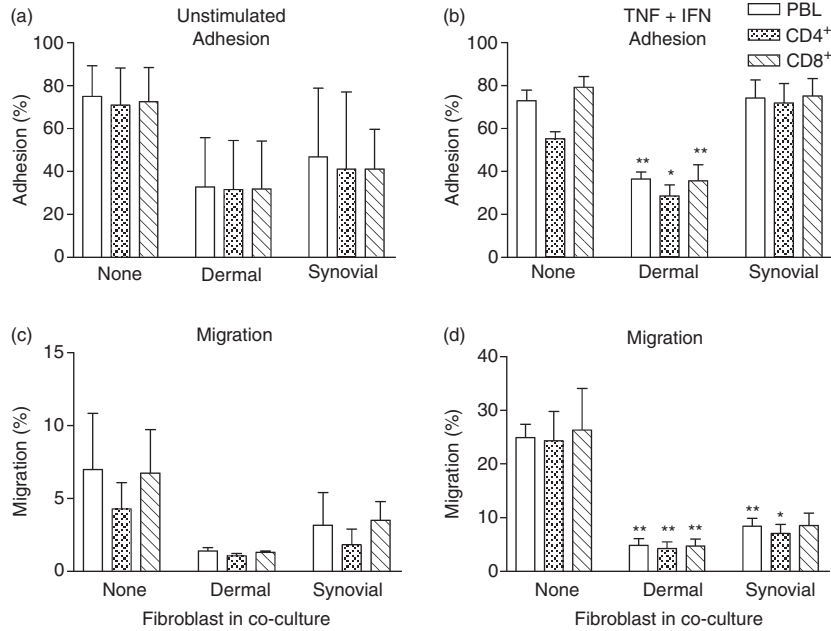 (a)
Unstimulated
Adhesion
Adhesion (%)
100
80
60
40
20
0
None
Dermal
Synovial
(b)
TNF + IFN
Adhesion
PBL
CD4+
CD8+
Adhesion (%)
100
80
60
40
20
0
**
*
**
None
Dermal
Synovial
(c)
Migration
Migration (%)
15
10
5
0
None
Dermal
Synovial
Fibroblast in co-culture
(d)
Migration
Migration (%)
40
30
20
10
0
**
**
**
**
*
None
Dermal
Synovial
Fibroblast in co-culture